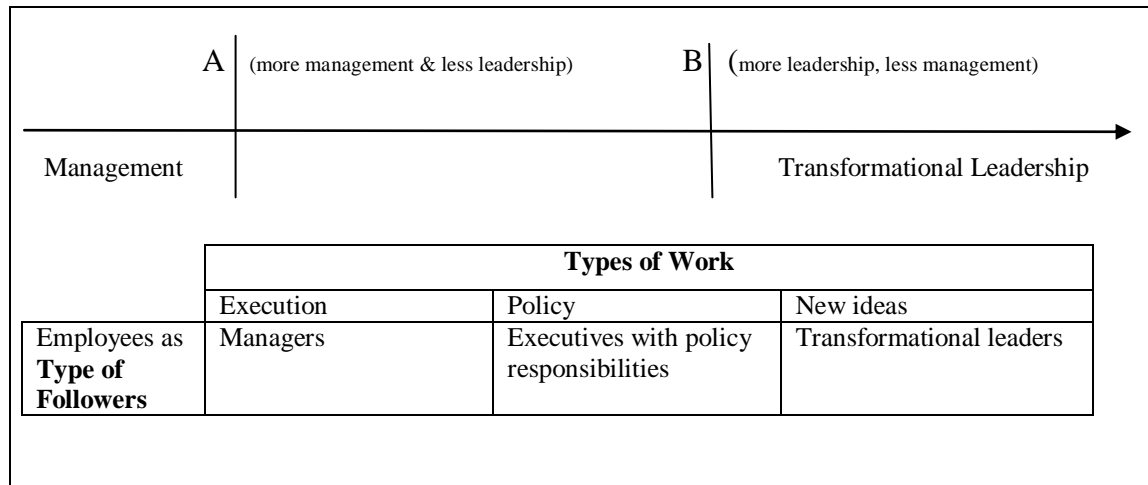 A (more management & less leadership) B (more leadership, less management)
Management Transformational Leadership
Types of Work
Execution Policy New ideas
Employees as Managers Executives with policy Transformational leaders
Type of responsibilities
Followers